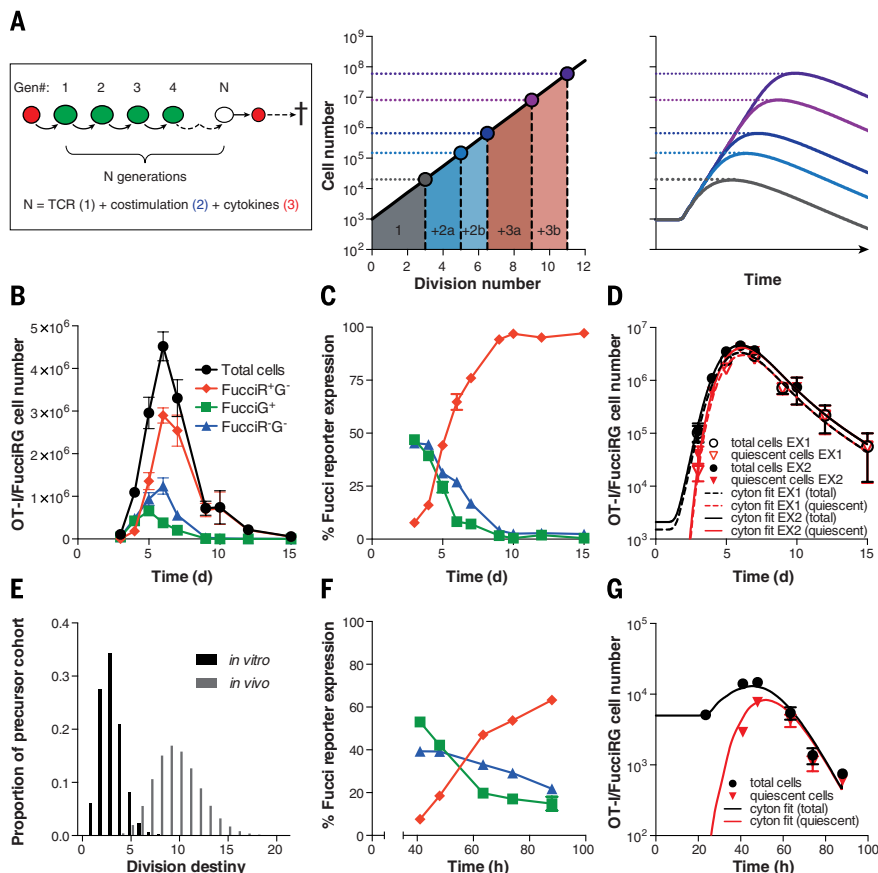 A
Gen#: 1 2 3 4 N
N generations
N = TCR (1) + costimulation (2) + cytokines (3)
Cell number
10⁹
10⁸
10⁷
10⁶
10⁵
10⁴
10³
10²
1 +2a +2b +3a +3b
0 2 4 6 8 10 12
Division number
Time
B
OT-I/FucciRG cell number
5×10⁶
4×10⁶
3×10⁶
2×10⁶
1×10⁶
0
Total cells
FucciR⁺G⁻
FucciG⁺
FucciR⁻G⁻
0 5 10 15
Time (d)
C
% Fucci reporter expression
100
75
50
25
0
0 5 10 15
Time (d)
D
OT-I/FucciRG cell number
10⁷
10⁶
10⁵
10⁴
10³
total cells EX1
quiescent cells EX1
total cells EX2
quiescent cells EX2
cyton fit EX1 (total)
cyton fit EX1 (quiescent)
cyton fit EX2 (total)
cyton fit EX2 (quiescent)
0 5 10 15
Time (d)
E
Proportion of precursor cohort
0.4
0.3
0.2
0.1
0.0
in vitro
in vivo
0 5 10 15 20
Division destiny
F
% Fucci reporter expression
100
80
60
40
20
0
0 40 60 80 100
Time (h)
G
OT-I/FucciRG cell number
10⁵
10⁴
10³
10²
total cells
quiescent cells
cyton fit (total)
cyton fit (quiescent)
0 20 40 60 80 100
Time (h)